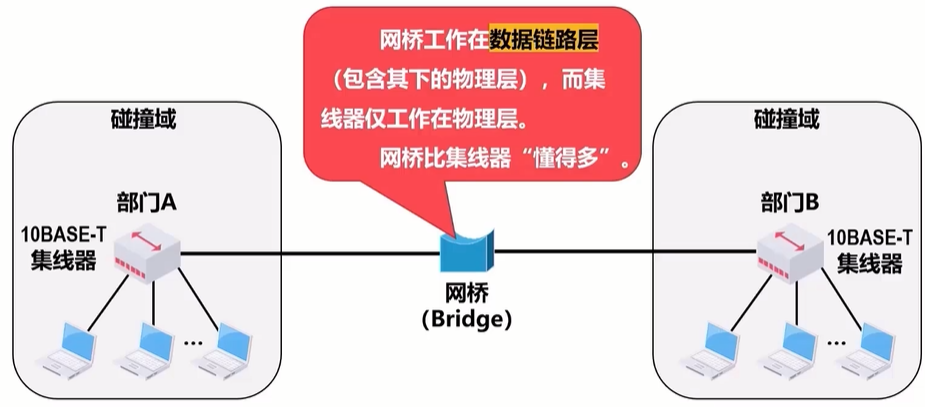 网桥工作在数据链路层
（包含其下的物理层），而集
线器仅工作在物理层。
网桥比集线器“懂得多”。
碰撞域
部门A
10BASE-T
集线器
...
网桥
（Bridge）
碰撞域
部门B
10BASE-T
集线器
...